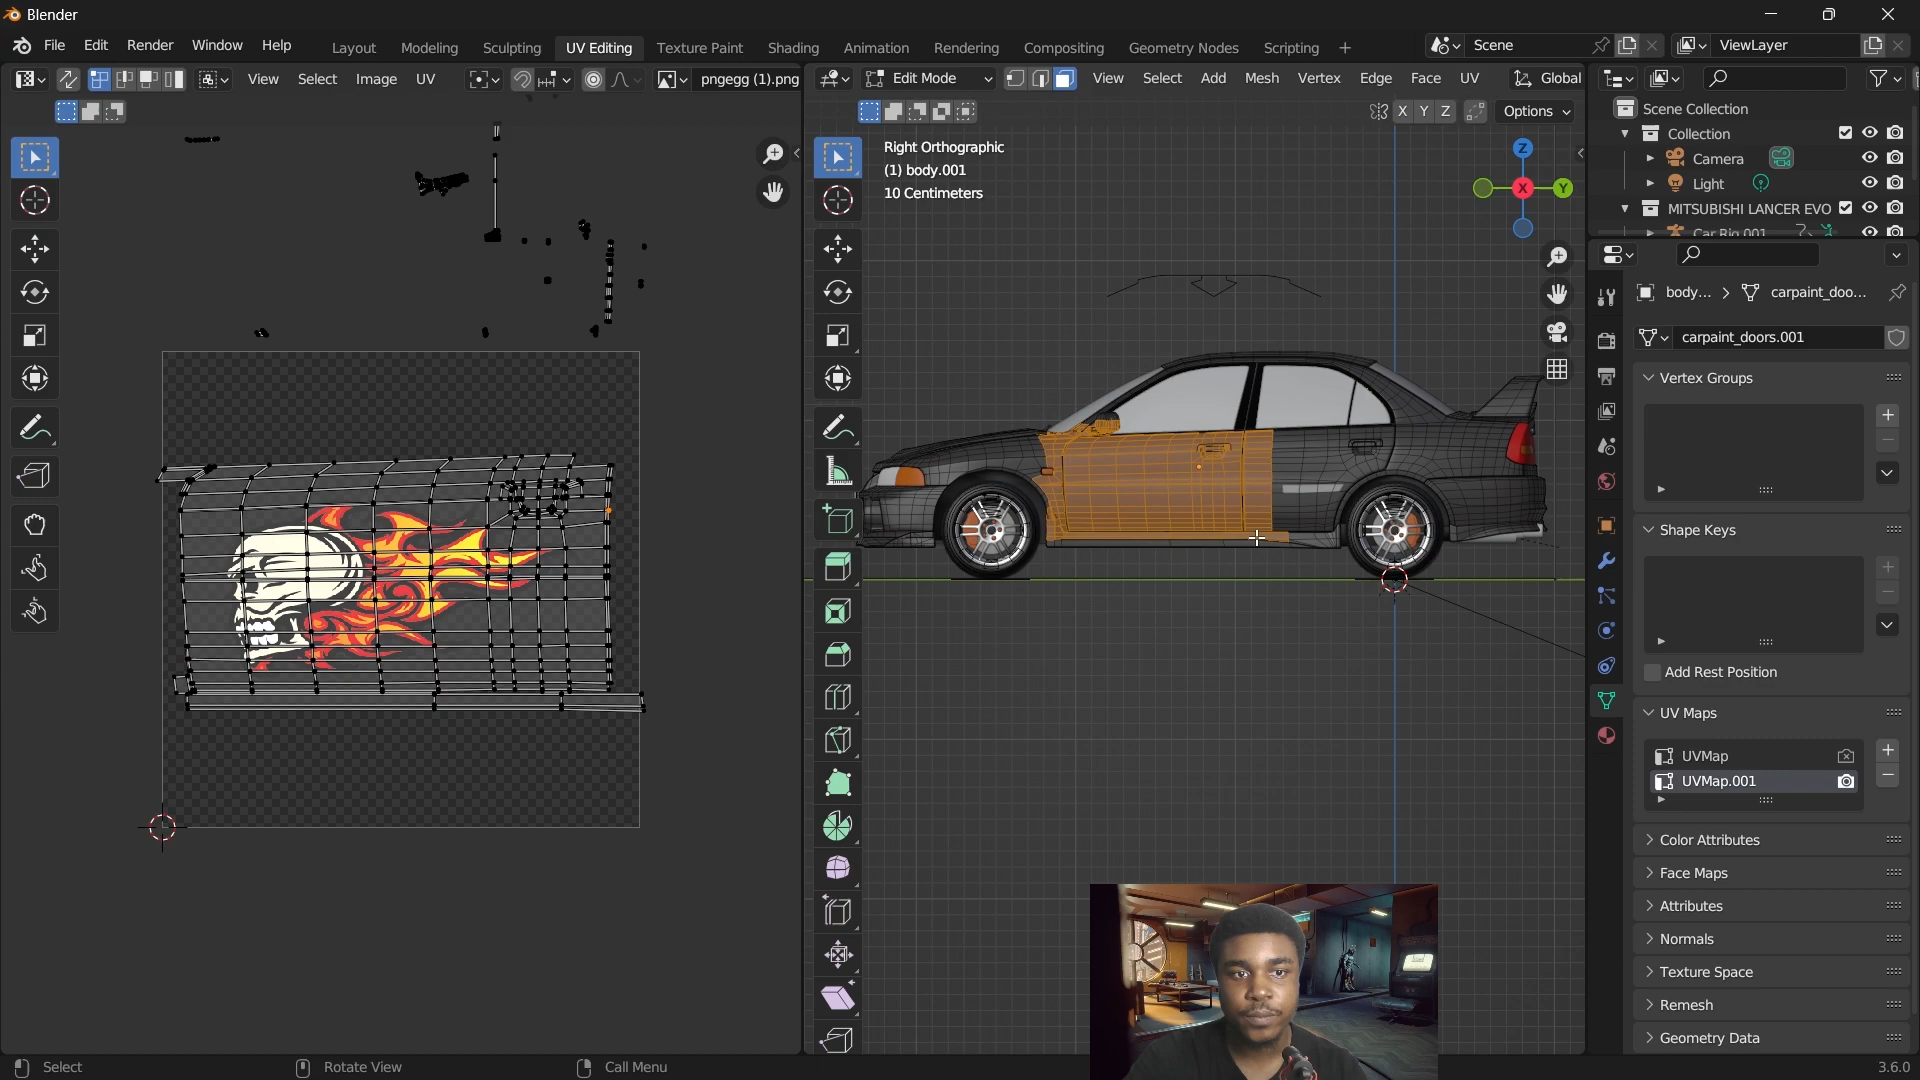 Blender
File Edit Render Window Help Layout Modeling Sculpting UV Editing Texture Paint Shading Animation Rendering Compositing Geometry Nodes Scripting + Scene ViewLayer
View Select Image UV pngegg (1).png
Edit Mode View Select Add Mesh Vertex Edge Face UV Global
X Y Z Options
Right Orthographic
(1) body.001
10 Centimeters
Z
X
Y
Scene Collection
Collection
Camera
Light
MITSUBISHI LANCER EVO
Car Rig.001
body... > carpaint_doo...
carpaint_doors.001
Vertex Groups
Shape Keys
Add Rest Position
UV Maps
UVMap
UVMap.001
Color Attributes
Face Maps
Attributes
Normals
Texture Space
Remesh
Geometry Data
Select Rotate View Call Menu 3.6.0